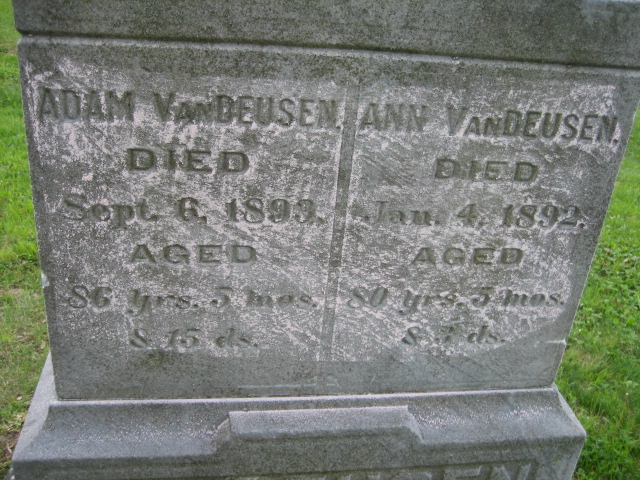 ADAM VANDEUSEN,
DIED
Sept. 6, 1893.
AGED
86 yrs. 5 mos.
& 15 ds.
ANN VANDEUSEN,
DIED
Jan. 4, 1892.
AGED
80 yrs. 5 mos.
& ds.